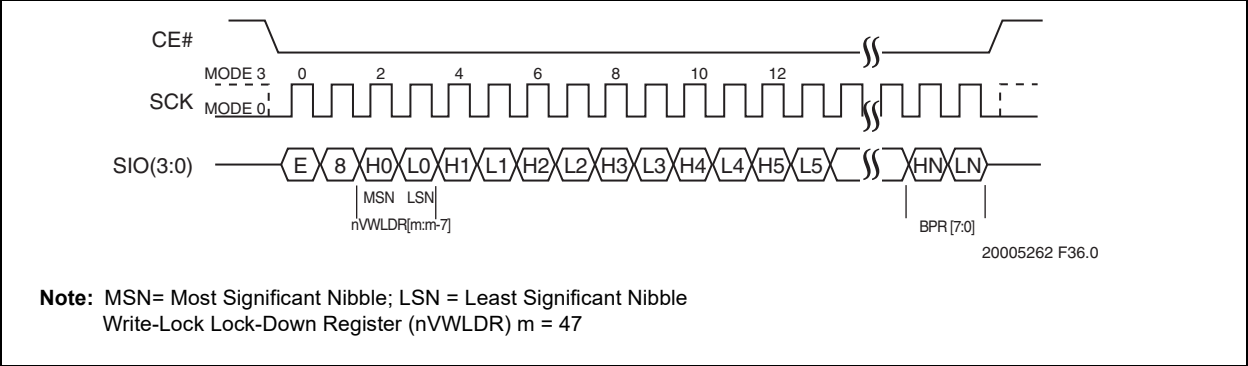 CE#
MODE 3 0 2 4 6 8 10 12
SCK
MODE 0
SIO(3:0) E 8 H0 L0 H1 L1 H2 L2 H3 L3 H4 L4 H5 L5 HN LN
MSN LSN
nVWLDR[m:m-7] BPR [7:0]
20005262 F36.0
Note: MSN= Most Significant Nibble; LSN = Least Significant Nibble
Write-Lock Lock-Down Register (nVWLDR) m = 47